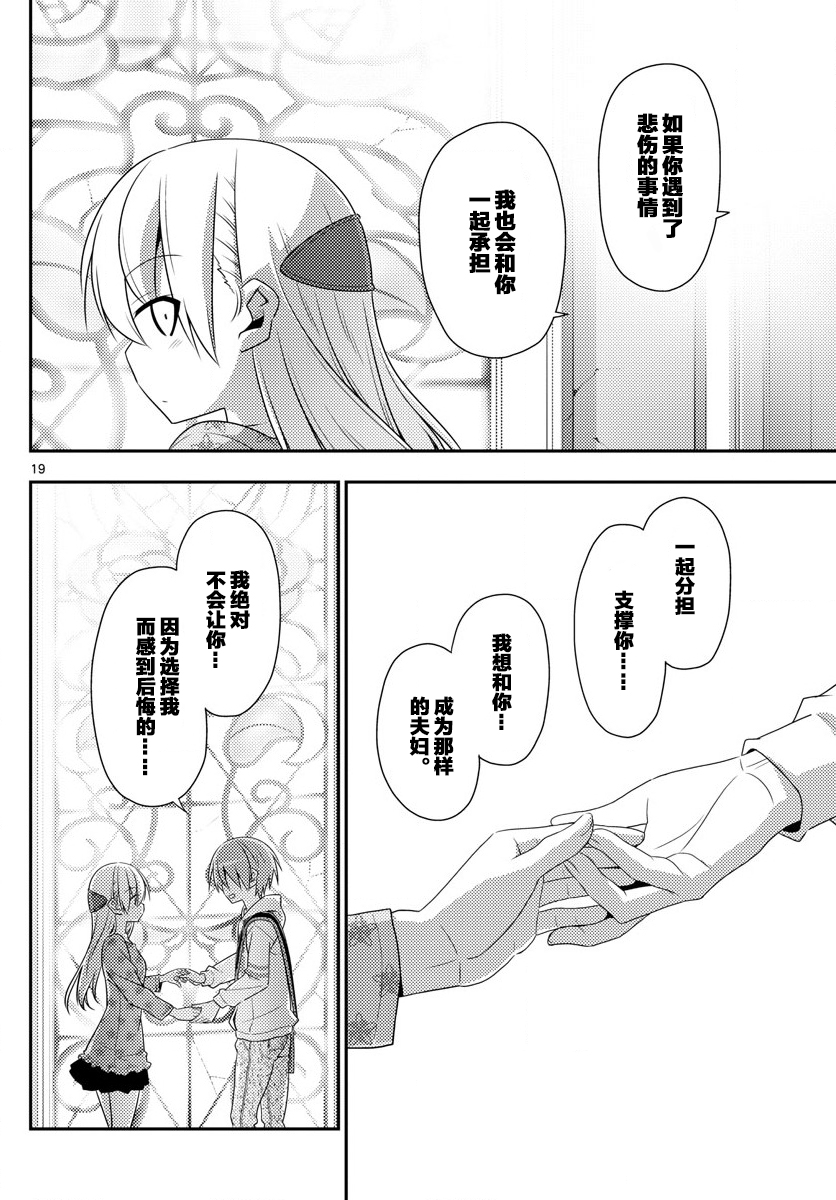 如果你遇到了
悲伤的事情
我也会和你
一起承担
19
一起分担
支撑你……
我想和你…
成为那样
的夫妇。
我绝对
不会让你…
因为选择我
而感到后悔的……